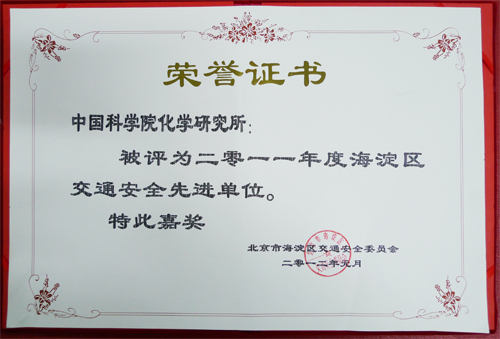 荣誉证书
中国科学院化学研究所：
被评为二零一一年度海淀区
交通安全先进单位。
特此嘉奖
北京市海淀区交通安全委员会
二零一二年元月